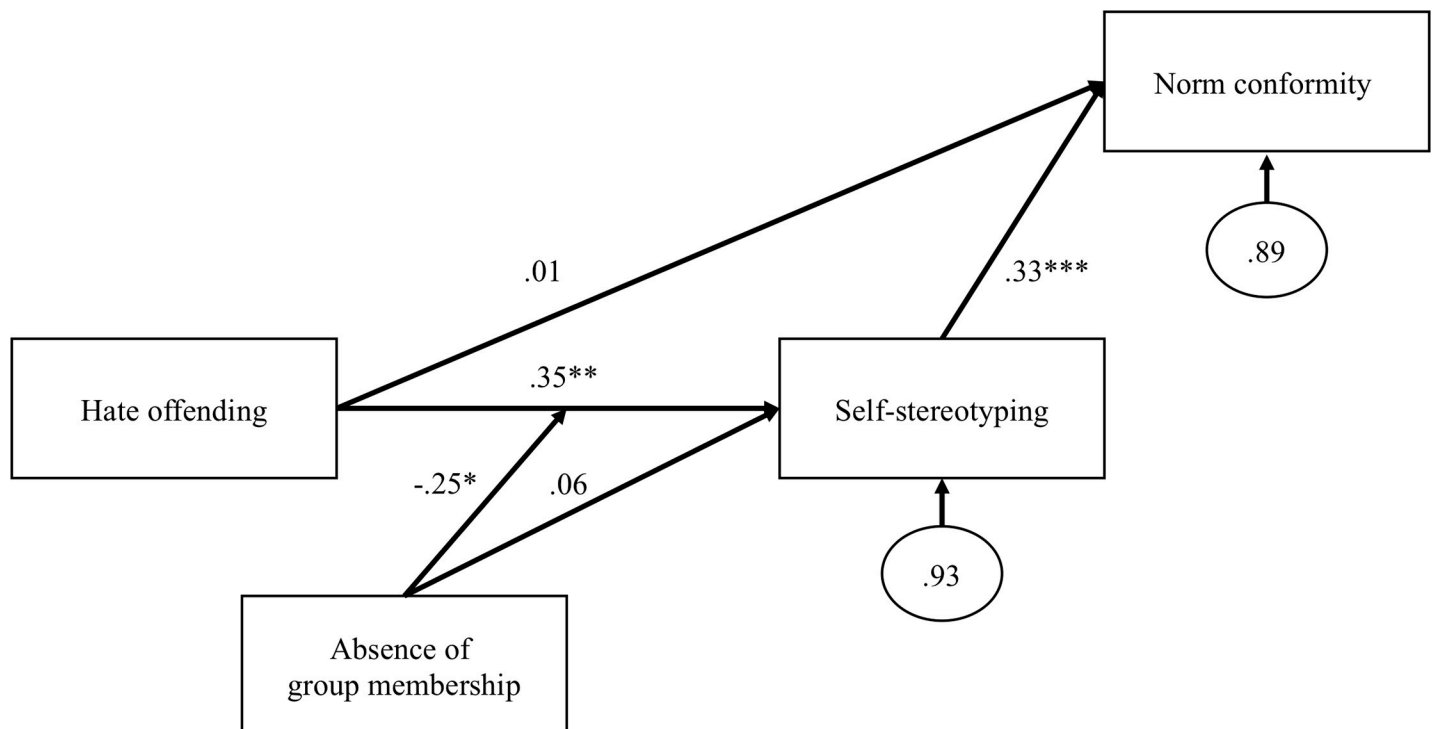 Norm conformity
.89
.01
.33***
.35**
Hate offending
Self-stereotyping
-.25*
.06
.93
Absence of
group membership